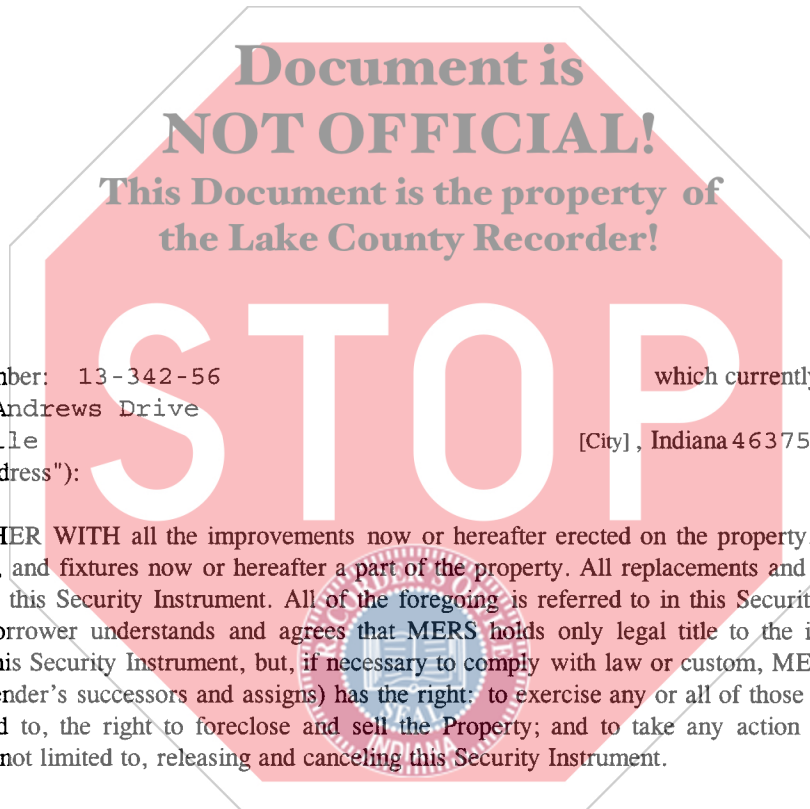 Document is
NOT OFFICIAL!
This Document is the property of
the Lake County Recorder!
STOP
nber: 13-342-56 which currently
Andrews Drive
lle [City] , Indiana 46375
dress"):
HER WITH all the improvements now or hereafter erected on the property.
, and fixtures now or hereafter a part of the property. All replacements and
this Security Instrument. All of the foregoing is referred to in this Securit
orrower understands and agrees that MERS holds only legal title to the i
his Security Instrument, but, if necessary to comply with law or custom, ME
ender's successors and assigns) has the right: to exercise any or all of those
d to, the right to foreclose and sell the Property; and to take any action
not limited to, releasing and canceling this Security Instrument.
RECORDER'S OFFICE
SEAL
INDIANA